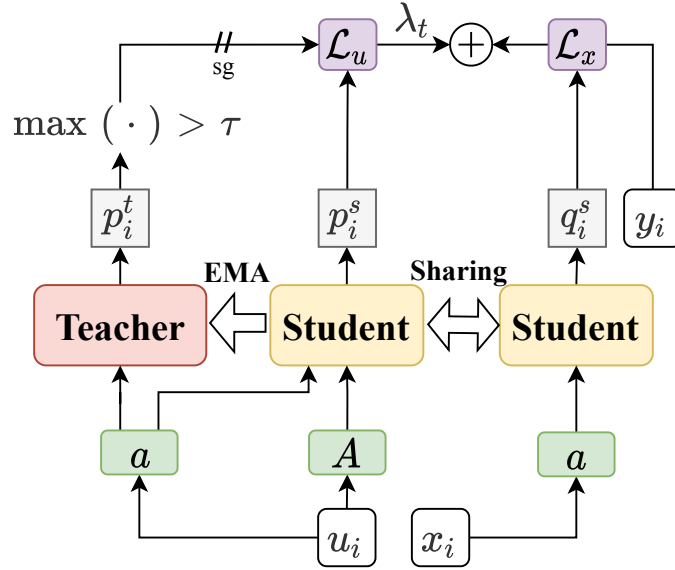 ℒ_u λ_t + ℒ_x
sg
max ( · ) > τ
p_i^t p_i^s q_i^s y_i
EMA Sharing
Teacher Student Student
a A a
u_i x_i